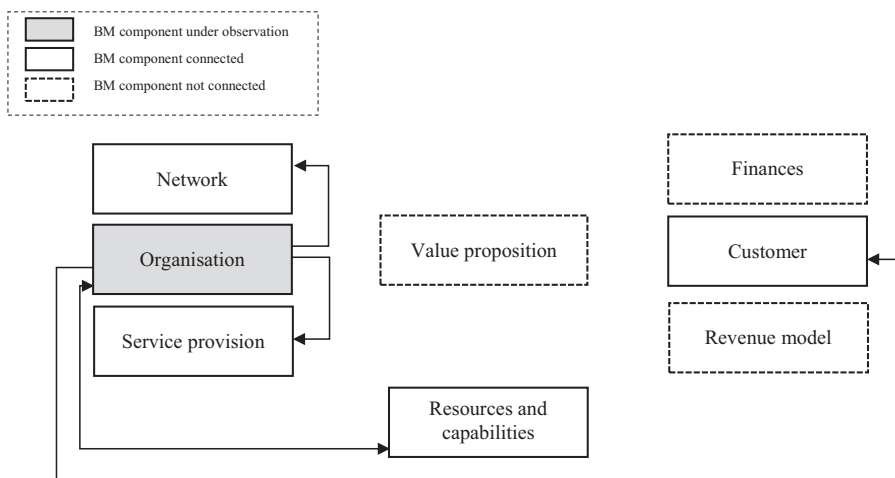 BM component under observation
BM component connected
BM component not connected
Network
Finances
Organisation
Value proposition
Customer
Service provision
Revenue model
Resources and
capabilities